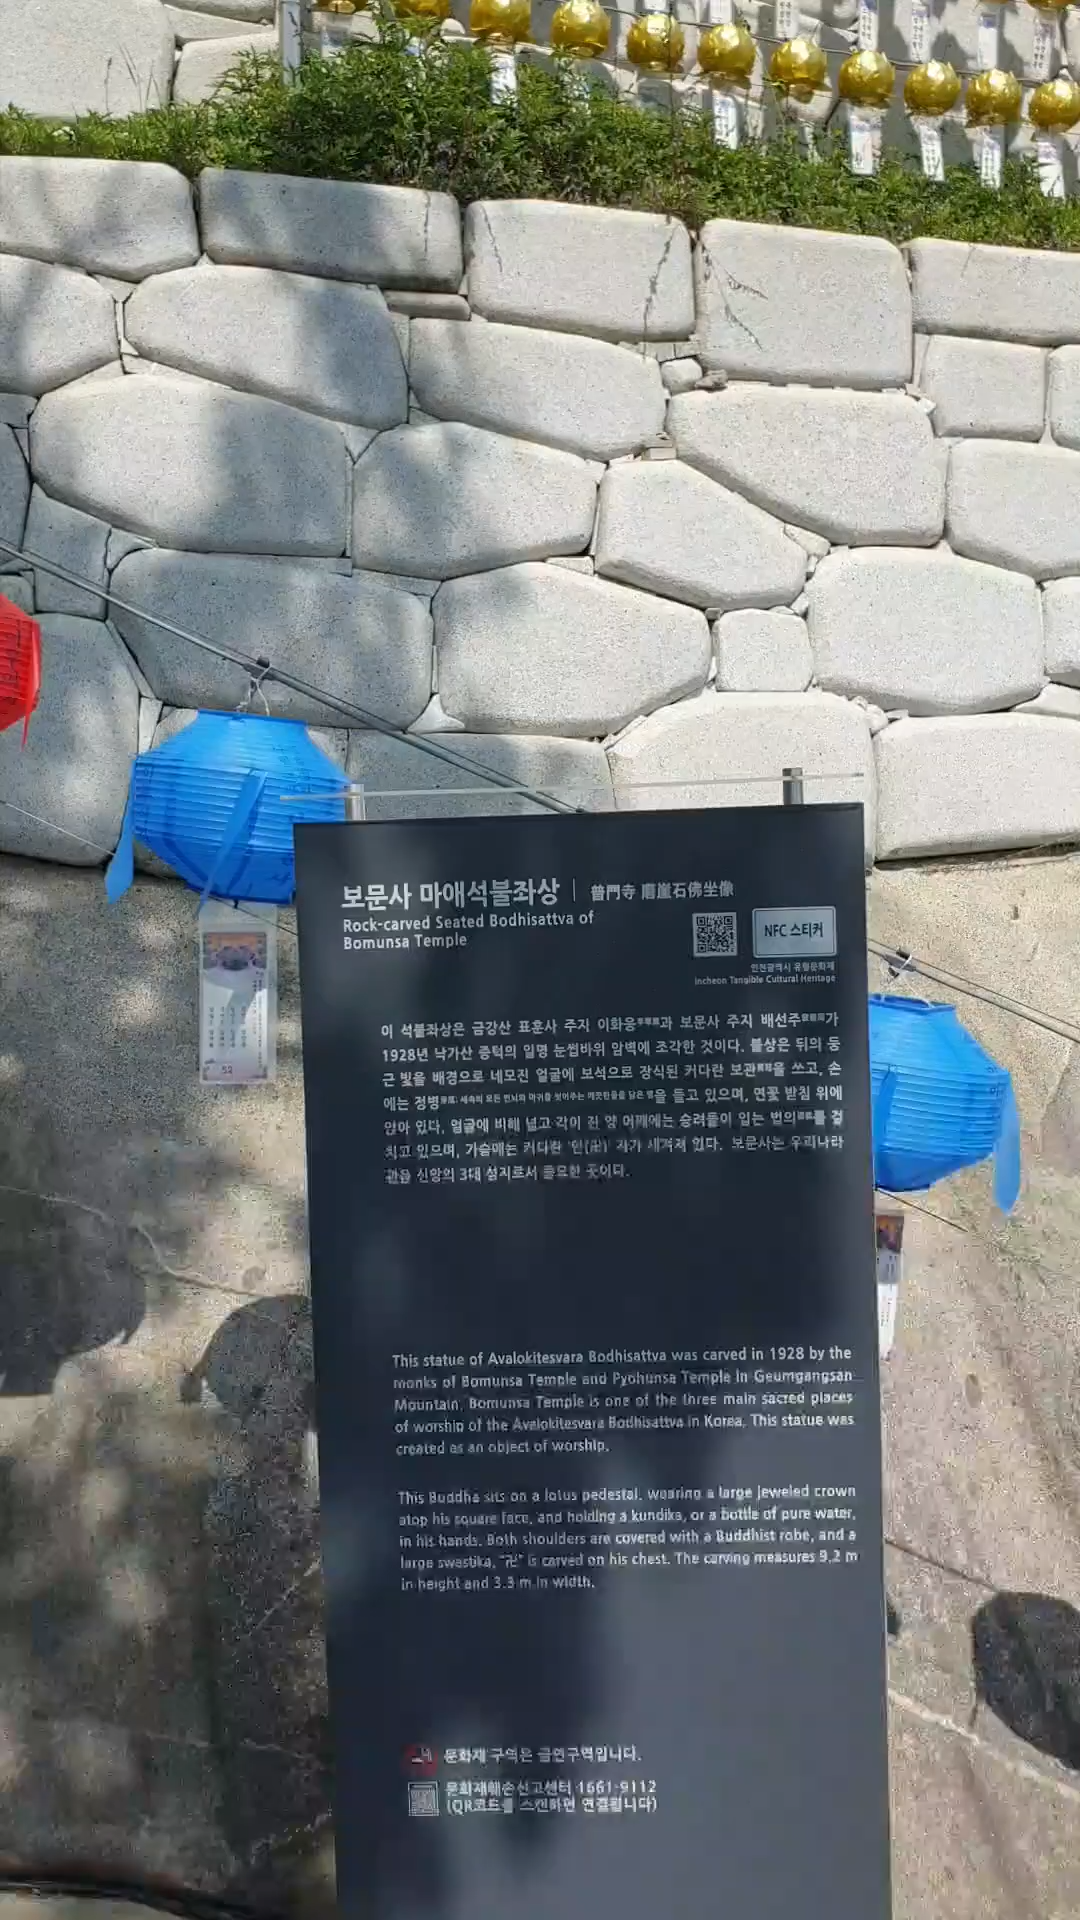 보문사 마애석불좌상 | 普門寺 磨崖石佛坐像
Rock-carved Seated Bodhisattva of
Bomunsa Temple
NFC 스티커
인천광역시 유형문화재
Incheon Tangible Cultural Heritage
이 석불좌상은 금강산 표훈사 주지 이화응과 보문사 주지 배선주가
1928년 낙가산 중턱의 일명 눈썹바위 암벽에 조각한 것이다. 불상은 뒤의 둥
근 빛을 배경으로 네모진 얼굴에 보석으로 장식된 커다란 보관을 쓰고, 손
에는 정병을 들고 있으며, 연꽃 받침 위에
앉아 있다. 얼굴에 비해 넓고 각이 진 양 어깨에는 승려들이 입는 법의를 걸
치고 있으며, 가슴에는 커다란 '만(卍)' 자가 새겨져 있다. 보문사는 우리나라
관음 신앙의 3대 성지로서 중요한 곳이다.
This statue of Avalokitesvara Bodhisattva was carved in 1928 by the
monks of Bomunsa Temple and Pyohunsa Temple in Geumgangsan
Mountain. Bomunsa Temple is one of the three main sacred places
of worship of the Avalokitesvara Bodhisattva in Korea. This statue was
created as an object of worship.
This Buddha sits on a lotus pedestal, wearing a large jeweled crown
atop his square face, and holding a kundika, or a bottle of pure water,
in his hands. Both shoulders are covered with a Buddhist robe, and a
large swastika, "卍" is carved on his chest. The carving measures 9.2 m
in height and 3.3 m in width.
문화재 구역은 금연구역입니다.
문화재훼손신고센터 1661-9112
(QR코드를 스캔하면 연결됩니다)
52